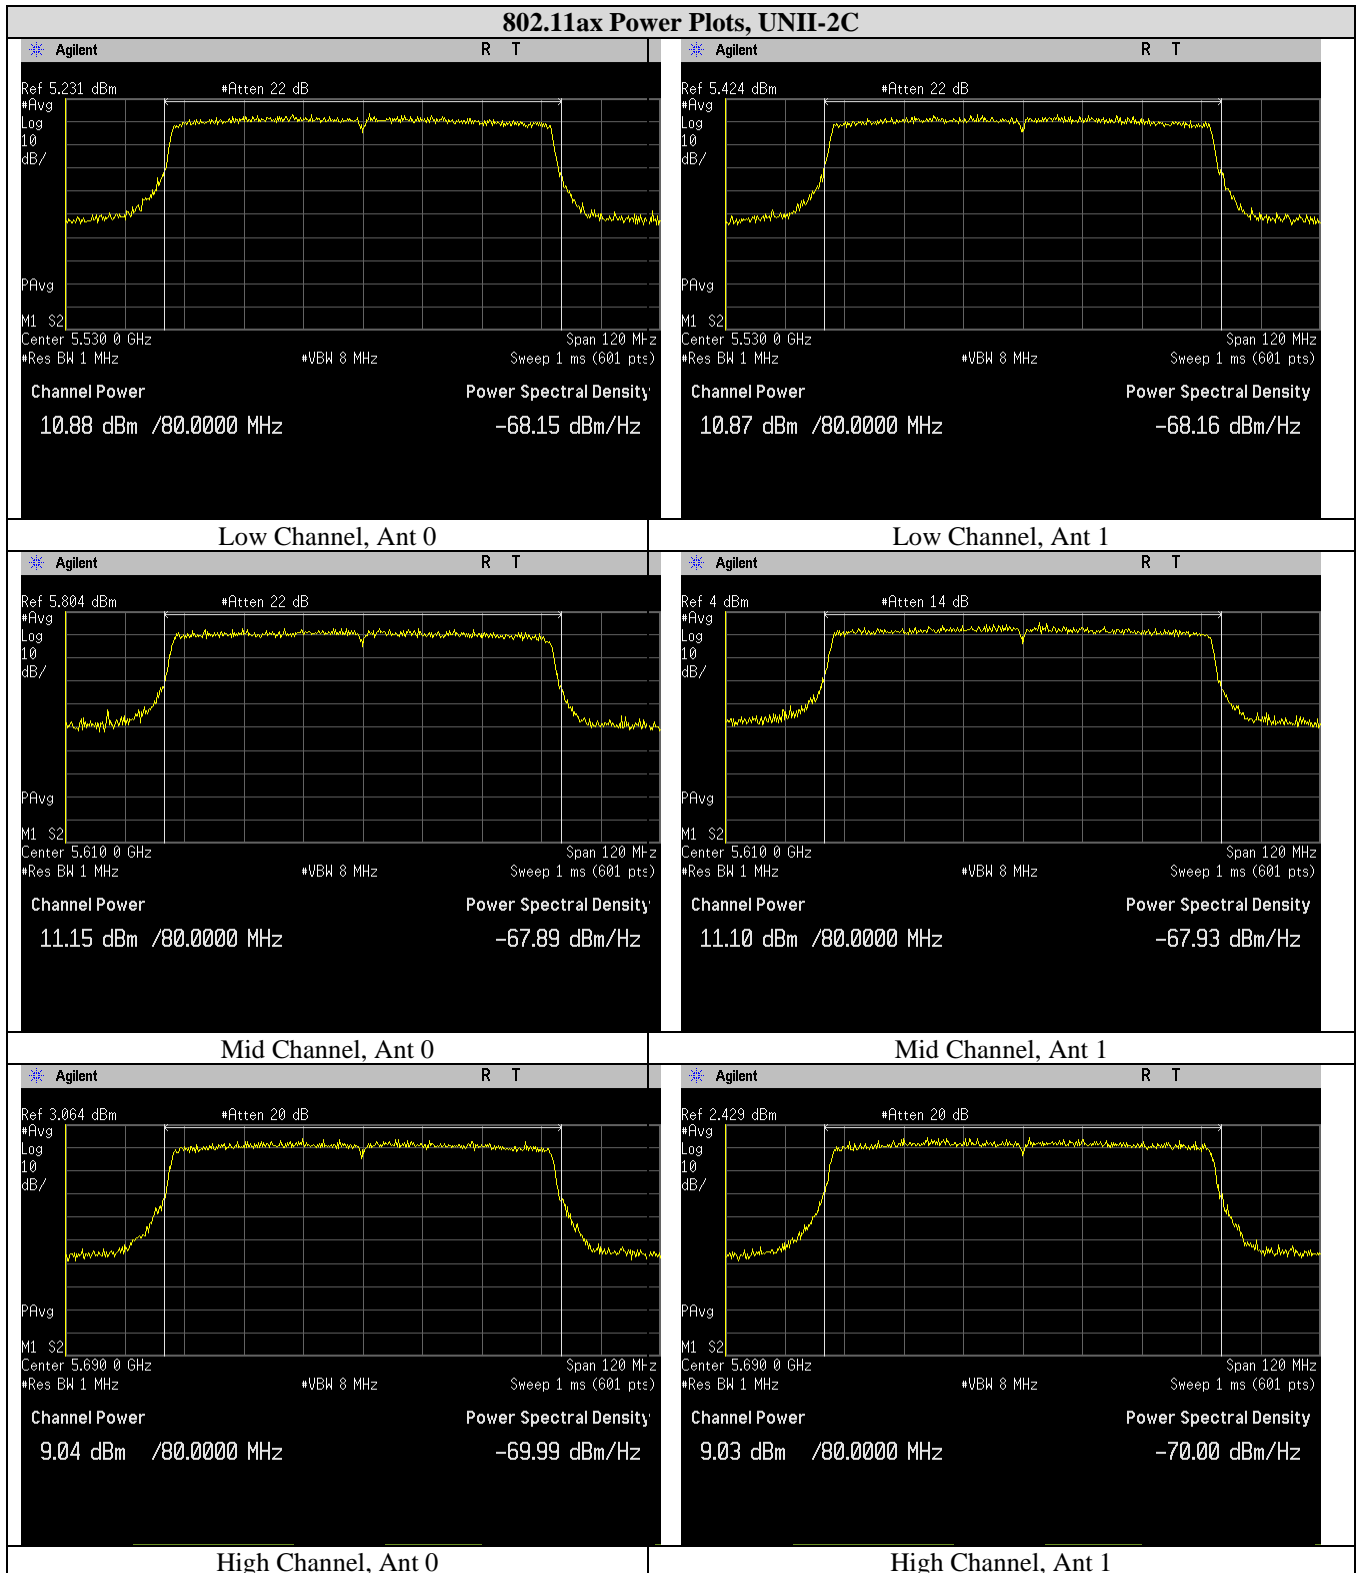 802.11ax Power Plots, UNII-2C
Agilent R T
Ref 5.231 dBm #Atten 22 dB
#Avg
Log
10
dB/
PAvg
M1 S2
Center 5.530 0 GHz Span 120 MHz
#Res BW 1 MHz #VBW 8 MHz Sweep 1 ms (601 pts)
Channel Power Power Spectral Density
10.88 dBm /80.0000 MHz -68.15 dBm/Hz
Agilent R T
Ref 5.424 dBm #Atten 22 dB
#Avg
Log
10
dB/
PAvg
M1 S2
Center 5.530 0 GHz Span 120 MHz
#Res BW 1 MHz #VBW 8 MHz Sweep 1 ms (601 pts)
Channel Power Power Spectral Density
10.87 dBm /80.0000 MHz -68.16 dBm/Hz
Low Channel, Ant 0 Low Channel, Ant 1
Agilent R T
Ref 5.804 dBm #Atten 22 dB
#Avg
Log
10
dB/
PAvg
M1 S2
Center 5.610 0 GHz Span 120 MHz
#Res BW 1 MHz #VBW 8 MHz Sweep 1 ms (601 pts)
Channel Power Power Spectral Density
11.15 dBm /80.0000 MHz -67.89 dBm/Hz
Agilent R T
Ref 4 dBm #Atten 14 dB
#Avg
Log
10
dB/
PAvg
M1 S2
Center 5.610 0 GHz Span 120 MHz
#Res BW 1 MHz #VBW 8 MHz Sweep 1 ms (601 pts)
Channel Power Power Spectral Density
11.10 dBm /80.0000 MHz -67.93 dBm/Hz
Mid Channel, Ant 0 Mid Channel, Ant 1
Agilent R T
Ref 3.064 dBm #Atten 20 dB
#Avg
Log
10
dB/
PAvg
M1 S2
Center 5.690 0 GHz Span 120 MHz
#Res BW 1 MHz #VBW 8 MHz Sweep 1 ms (601 pts)
Channel Power Power Spectral Density
9.04 dBm /80.0000 MHz -69.99 dBm/Hz
Agilent R T
Ref 2.429 dBm #Atten 20 dB
#Avg
Log
10
dB/
PAvg
M1 S2
Center 5.690 0 GHz Span 120 MHz
#Res BW 1 MHz #VBW 8 MHz Sweep 1 ms (601 pts)
Channel Power Power Spectral Density
9.03 dBm /80.0000 MHz -70.00 dBm/Hz
High Channel, Ant 0 High Channel, Ant 1